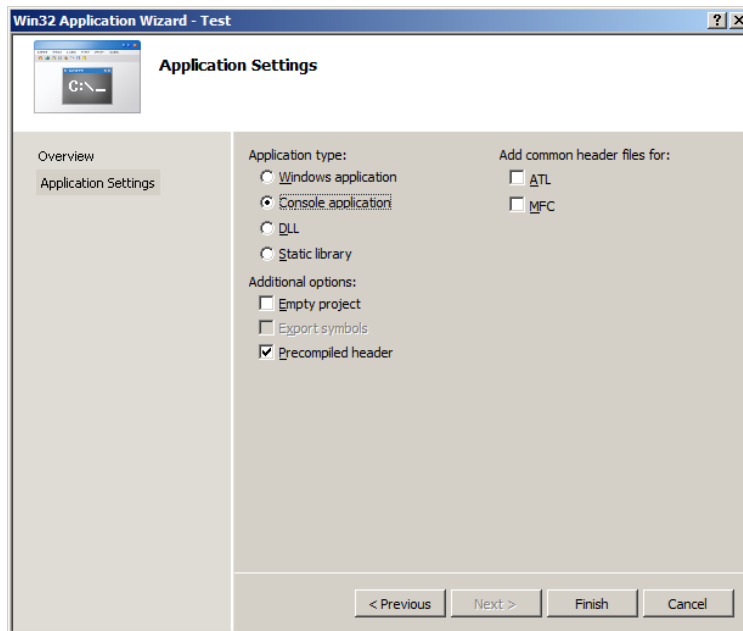 Win32 Application Wizard - Test
C:\_
Application Settings
Overview
Application Settings
Application type:
Windows application
Console application
DLL
Static library
Additional options:
Empty project
Export symbols
Precompiled header
Add common header files for:
ATL
MFC
< Previous
Next >
Finish
Cancel